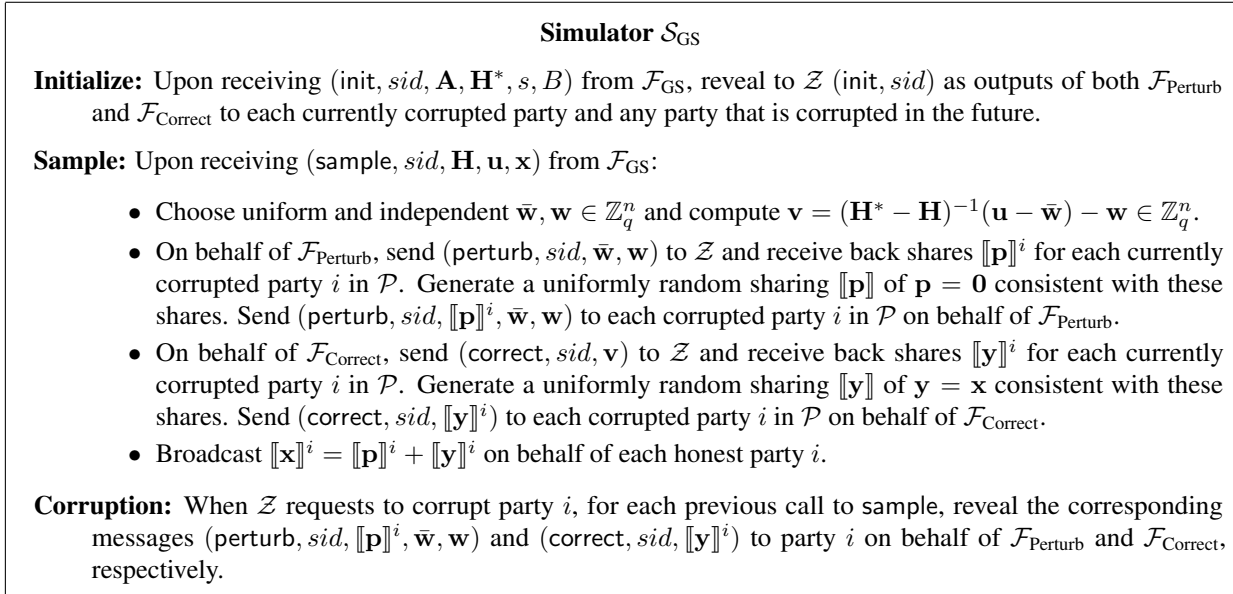 Simulator 𝒮_GS
Initialize: Upon receiving (init, sid, A, H*, s, B) from ℱ_GS, reveal to 𝒵 (init, sid) as outputs of both ℱ_Perturb
and ℱ_Correct to each currently corrupted party and any party that is corrupted in the future.
Sample: Upon receiving (sample, sid, H, u, x) from ℱ_GS:
• Choose uniform and independent w̄, w ∈ ℤ_q^n and compute v = (H* − H)^{−1}(u − w̄) − w ∈ ℤ_q^n.
• On behalf of ℱ_Perturb, send (perturb, sid, w̄, w) to 𝒵 and receive back shares ⟦p⟧^i for each currently
corrupted party i in 𝒫. Generate a uniformly random sharing ⟦p⟧ of p = 0 consistent with these
shares. Send (perturb, sid, ⟦p⟧^i, w̄, w) to each corrupted party i in 𝒫 on behalf of ℱ_Perturb.
• On behalf of ℱ_Correct, send (correct, sid, v) to 𝒵 and receive back shares ⟦y⟧^i for each currently
corrupted party i in 𝒫. Generate a uniformly random sharing ⟦y⟧ of y = x consistent with these
shares. Send (correct, sid, ⟦y⟧^i) to each corrupted party i in 𝒫 on behalf of ℱ_Correct.
• Broadcast ⟦x⟧^i = ⟦p⟧^i + ⟦y⟧^i on behalf of each honest party i.
Corruption: When 𝒵 requests to corrupt party i, for each previous call to sample, reveal the corresponding
messages (perturb, sid, ⟦p⟧^i, w̄, w) and (correct, sid, ⟦y⟧^i) to party i on behalf of ℱ_Perturb and ℱ_Correct,
respectively.